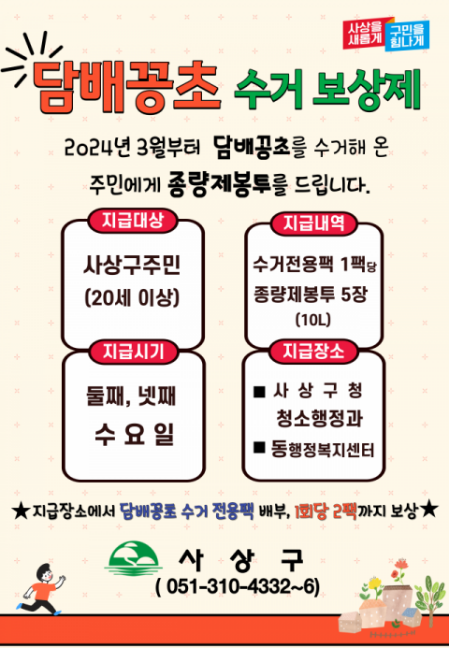 사상을
새롭게
구민을
힘나게
담배꽁초 수거 보상제
2024년 3월부터 담배꽁초를 수거해 온
주민에게 종량제봉투를 드립니다.
지급대상
사상구주민
(20세 이상)
지급내역
수거전용팩 1팩당
종량제봉투 5장
(10L)
지급시기
둘째, 넷째
수요일
지급장소
■ 사상구청
청소행정과
■ 동행정복지센터
★지급장소에서 담배꽁초 수거 전용팩 배부, 1회당 2팩까지 보상★
사상구
( 051-310-4332~6)